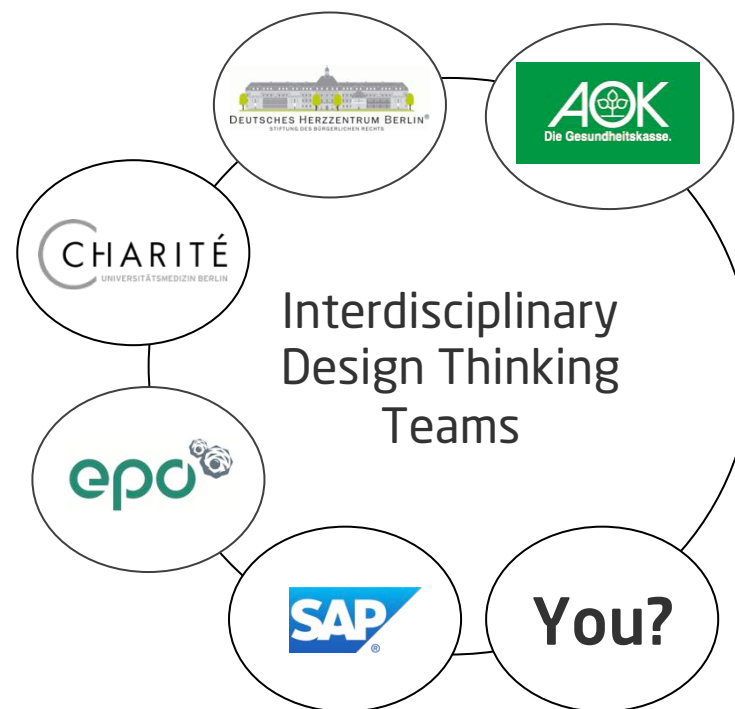 DEUTSCHES HERZZENTRUM BERLIN®
STIFTUNG DES BÜRGERLICHEN RECHTS
AOK
Die Gesundheitskasse.
CHARITÉ
UNIVERSITÄTSMEDIZIN BERLIN
Interdisciplinary
Design Thinking
Teams
epo
SAP®
You?